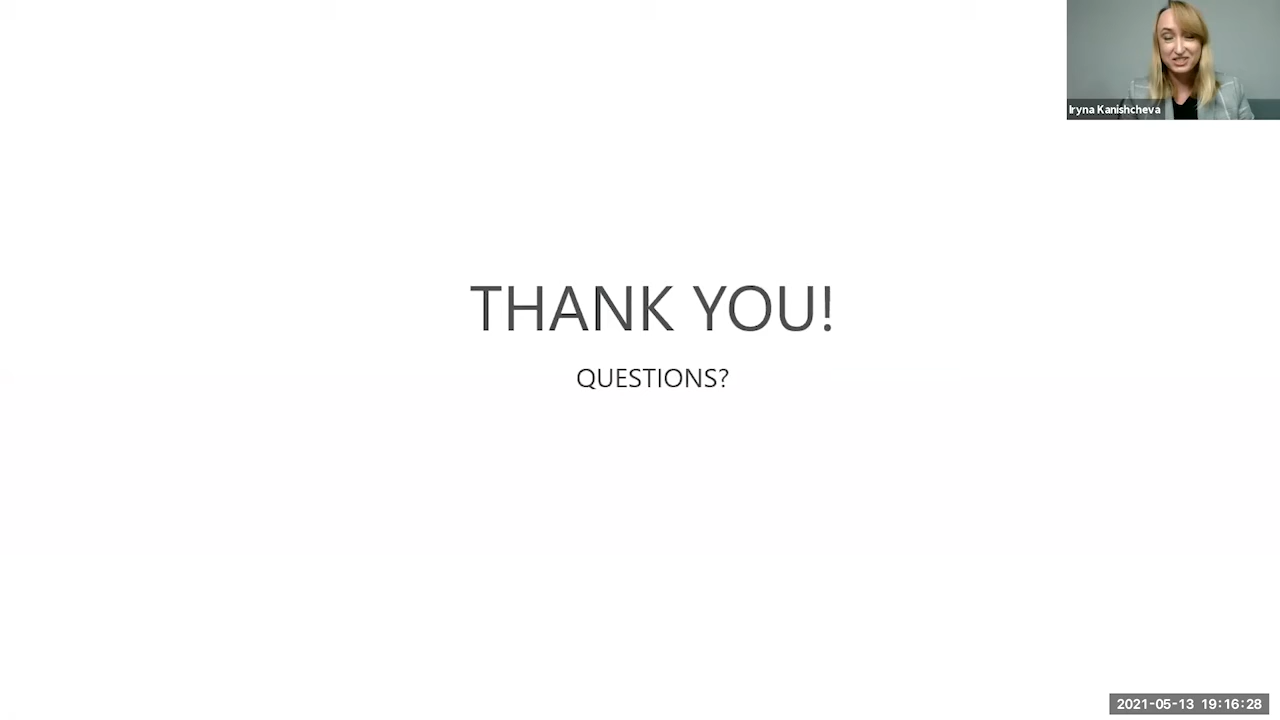 Iryna Kanishcheva
THANK YOU!
QUESTIONS?
2021-05-13 19:16:28